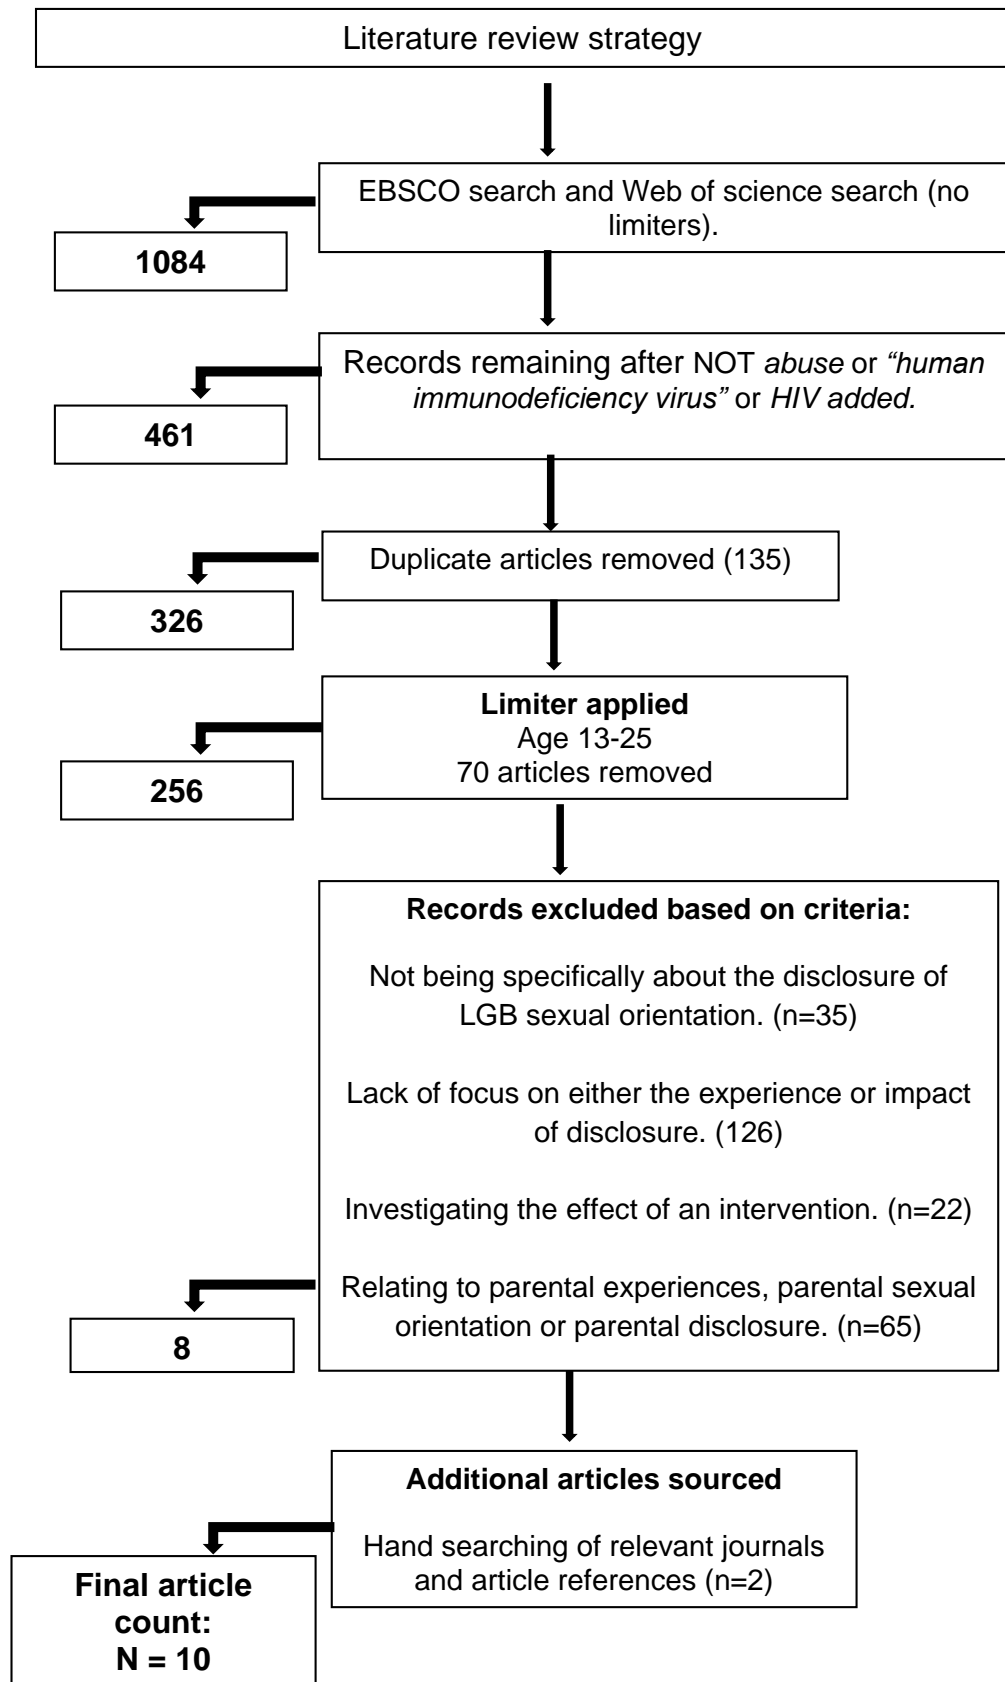 Literature review strategy
EBSCO search and Web of science search (no
limiters).
1084
Records remaining after NOT abuse or “human
immunodeficiency virus” or HIV added.
461
Duplicate articles removed (135)
326
Limiter applied
Age 13-25
70 articles removed
256
Records excluded based on criteria:
Not being specifically about the disclosure of
LGB sexual orientation. (n=35)
Lack of focus on either the experience or impact
of disclosure. (126)
Investigating the effect of an intervention. (n=22)
Relating to parental experiences, parental sexual
orientation or parental disclosure. (n=65)
8
Additional articles sourced
Hand searching of relevant journals
and article references (n=2)
Final article
count:
N = 10